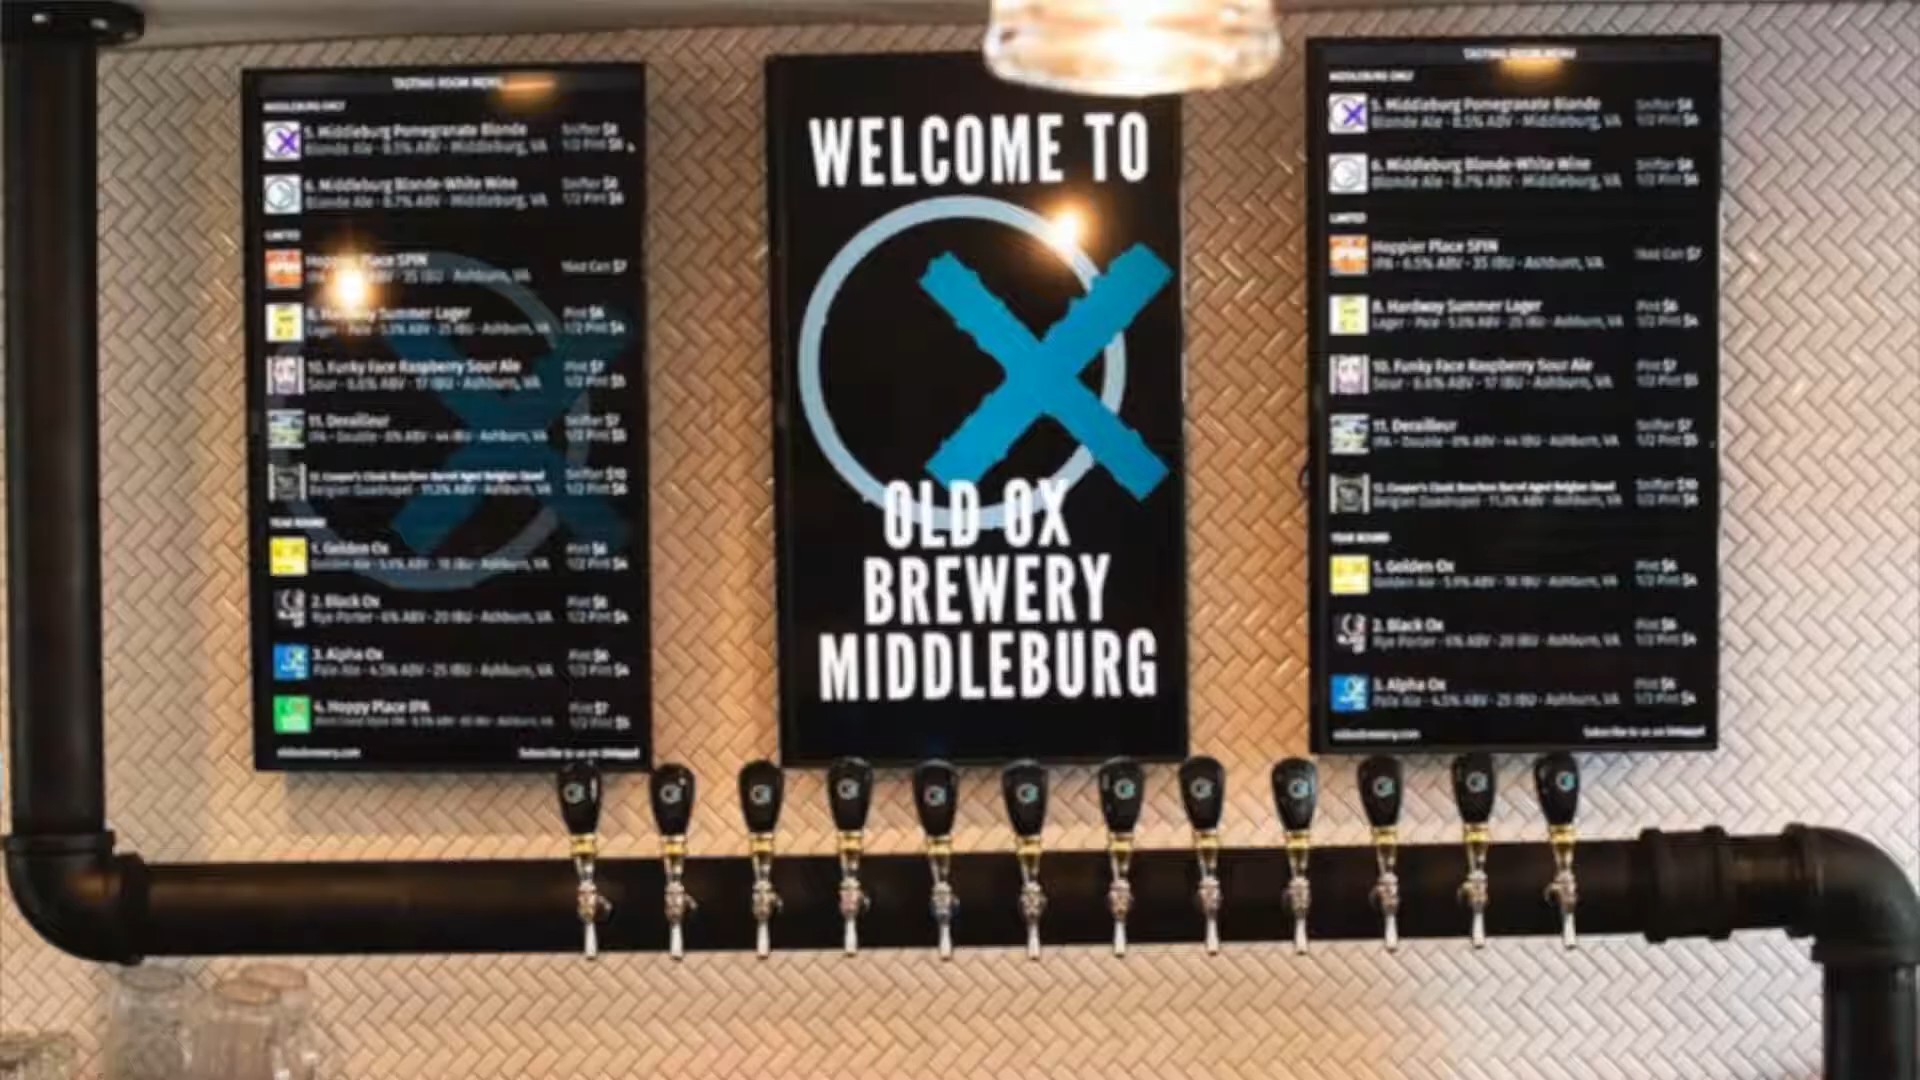 TASTING ROOM MENU
MIDDLEBURG ONLY
5. Middleburg Pomegranate Blonde
Snifter $8
Blonde Ale - 8.5% ABV - Middleburg, VA
1/2 Pint $6
6. Middleburg Blonde-White Wine
Snifter $8
Blonde Ale - 8.7% ABV - Middleburg, VA
1/2 Pint $6
LIMITED
Place SPIN
16oz Can $7
35 IBU - Ashburn, VA
Summer Lager
Pint $6
Lager - Pale - 5.0% ABV - 25 IBU - Ashburn, VA
1/2 Pint $4
10. Funky Face Raspberry Sour Ale
Pint $7
Sour - 6.6% ABV - 17 IBU - Ashburn, VA
1/2 Pint $5
11. Derailleur
Snifter $7
IPA - Double - 8% ABV - 44 IBU - Ashburn, VA
1/2 Pint $5
12. Cooper's Cloak Bourbon Barrel Aged Belgian Quad
Snifter $10
Belgian Quadrupel - 11.3% ABV - Ashburn, VA
1/2 Pint $6
YEAR ROUND
1. Golden Ox
Pint $6
Golden Ale - ABV - 18 IBU - Ashburn, VA
1/2 Pint $4
2. Black Ox
Pint $6
Rye Porter - 6% ABV - 20 IBU - Ashburn, VA
1/2 Pint $4
3. Alpha Ox
Pint $6
Pale Ale - 4.5% ABV - 25 IBU - Ashburn, VA
1/2 Pint $4
4. Hoppy Place IPA
Pint $7
Ashburn, VA
1/2 Pint $5
oldoxbrewery.com
Subscribe to us on Untappd
WELCOME TO
OLD OX
BREWERY
MIDDLEBURG
TASTING ROOM MENU
MIDDLEBURG ONLY
5. Middleburg Pomegranate Blonde
Snifter $8
Blonde Ale - 8.5% ABV - Middleburg, VA
1/2 Pint $6
6. Middleburg Blonde-White Wine
Snifter $8
Blonde Ale - 8.7% ABV - Middleburg, VA
1/2 Pint $6
LIMITED
Hoppier Place SPIN
16oz Can $7
IPA - 6.5% ABV - 35 IBU - Ashburn, VA
8. Hardway Summer Lager
Pint $6
Lager - Pale - 5.0% ABV - 25 IBU - Ashburn, VA
1/2 Pint $4
10. Funky Face Raspberry Sour Ale
Pint $7
Sour - 6.6% ABV - 17 IBU - Ashburn, VA
1/2 Pint $5
11. Derailleur
Snifter $7
IPA - Double - 8% ABV - 44 IBU - Ashburn, VA
1/2 Pint $5
12. Cooper's Cloak Bourbon Barrel Aged Belgian Quad
Snifter $10
Belgian Quadrupel - 11.3% ABV - Ashburn, VA
1/2 Pint $6
YEAR ROUND
1. Golden Ox
Pint $6
Golden Ale - ABV - 18 IBU - Ashburn, VA
1/2 Pint $4
2. Black Ox
Pint $6
Rye Porter - 6% ABV - 20 IBU - Ashburn, VA
1/2 Pint $4
3. Alpha Ox
Pint $6
Pale Ale - 4.5% ABV - 25 IBU - Ashburn, VA
1/2 Pint $4
oldoxbrewery.com
Subscribe to us on Untappd